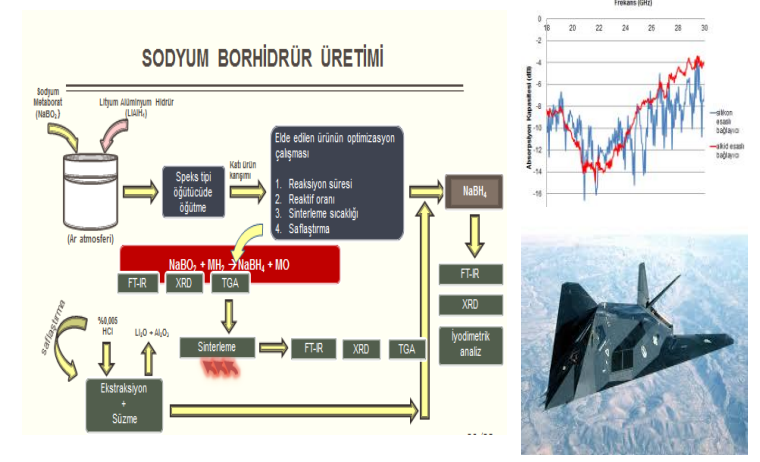 SODYUM BORHİDRÜR ÜRETİMİ
Sodyum
Metaborat
(NaBO₂)
Lityum Alüminyum Hidrür
(LiAlH₄)
(Ar atmosferi)
Speks tipi
öğütücüde
öğütme
Katı ürün
karışımı
Elde edilen ürünün optimizasyon
çalışması
1. Reaksiyon süresi
2. Reaktif oranı
3. Sinterleme sıcaklığı
4. Saflaştırma
NaBH₄
NaBO₂ + MH₂ → NaBH₄ + MO
FT-IR
XRD
TGA
FT-IR
XRD
İyodimetrik
analiz
saflaştırma
%0,005
HCl
Li₂O + Al₂O₃
Sinterleme
FT-IR
XRD
TGA
Ekstraksiyon
+
Süzme
Frekans (GHz)
0
18 20 22 24 26 28 30
-2
-4
-6
-8
-10
-12
-14
-16
Absorpsiyon Kapasitesi (dB)
silikon
esaslı
bağlayıcı
alkid esaslı
bağlayıcı